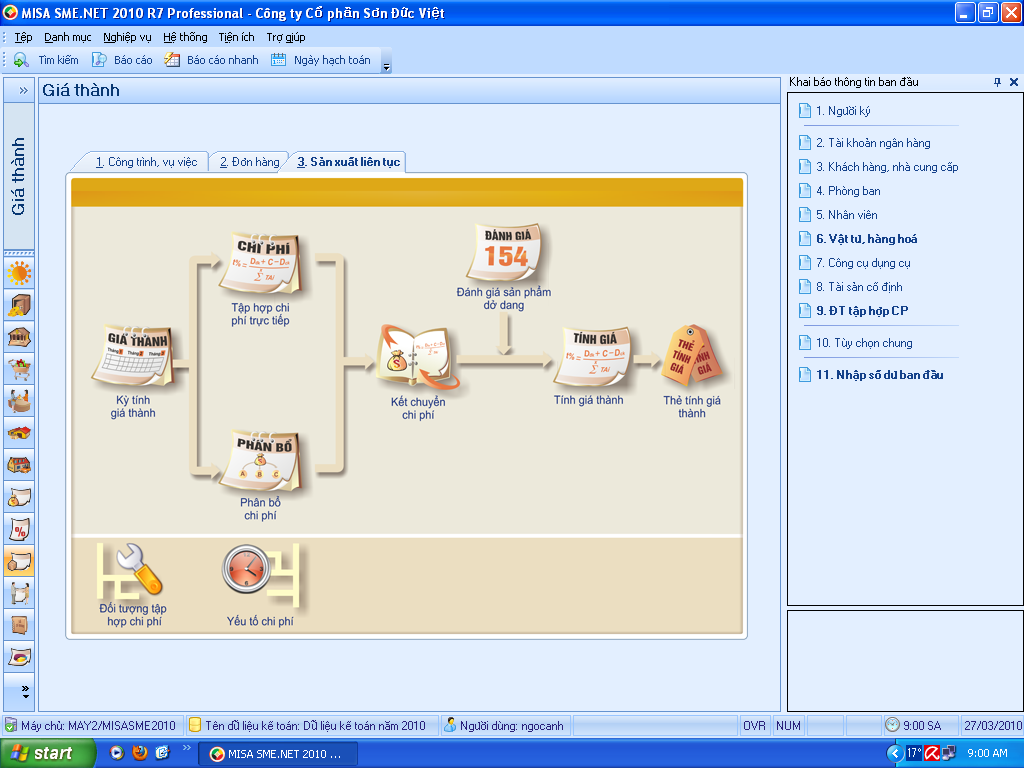 MISA SME.NET 2010 R7 Professional - Công ty Cổ phần Sơn Đức Việt
Tệp Danh mục Nghiệp vụ Hệ thống Tiện ích Trợ giúp
Tìm kiếm Báo cáo Báo cáo nhanh Ngày hạch toán
Giá thành
Giá thành
1. Công trình, vụ việc 2. Đơn hàng 3. Sản xuất liên tục
CHI PHÍ
Tập hợp chi
phí trực tiếp
ĐÁNH GIÁ
154
Đánh giá sản phẩm
dở dang
GIÁ THÀNH
Kỳ tính
giá thành
Kết chuyển
chi phí
TÍNH GIÁ
Tính giá thành
THẺ
TÍNH
GIÁ
Thẻ tính giá
thành
PHÂN BỔ
A B C
Phân bổ
chi phí
Đối tượng tập
hợp chi phí
Yếu tố chi phí
Khai báo thông tin ban đầu
1. Người ký
2. Tài khoản ngân hàng
3. Khách hàng, nhà cung cấp
4. Phòng ban
5. Nhân viên
6. Vật tư, hàng hoá
7. Công cụ dụng cụ
8. Tài sản cố định
9. ĐT tập hợp CP
10. Tùy chọn chung
11. Nhập số dư ban đầu
Máy chủ: MAY2/MISASME2010 Tên dữ liệu kế toán: Dữ liệu kế toán năm 2010 Người dùng: ngocanh OVR NUM 9:00 SA 27/03/2010
start MISA SME.NET 2010 ... 17° 9:00 AM